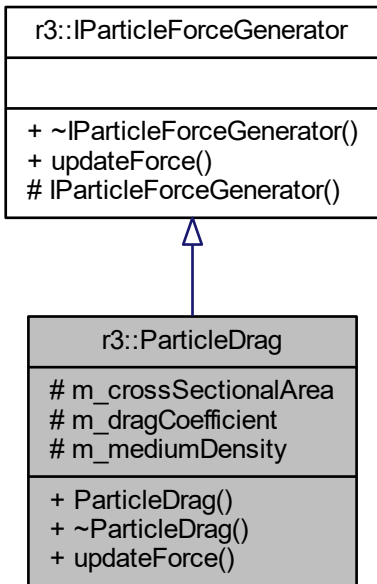 r3::IParticleForceGenerator
+ ~IParticleForceGenerator()
+ updateForce()
# IParticleForceGenerator()
r3::ParticleDrag
# m_crossSectionalArea
# m_dragCoefficient
# m_mediumDensity
+ ParticleDrag()
+ ~ParticleDrag()
+ updateForce()